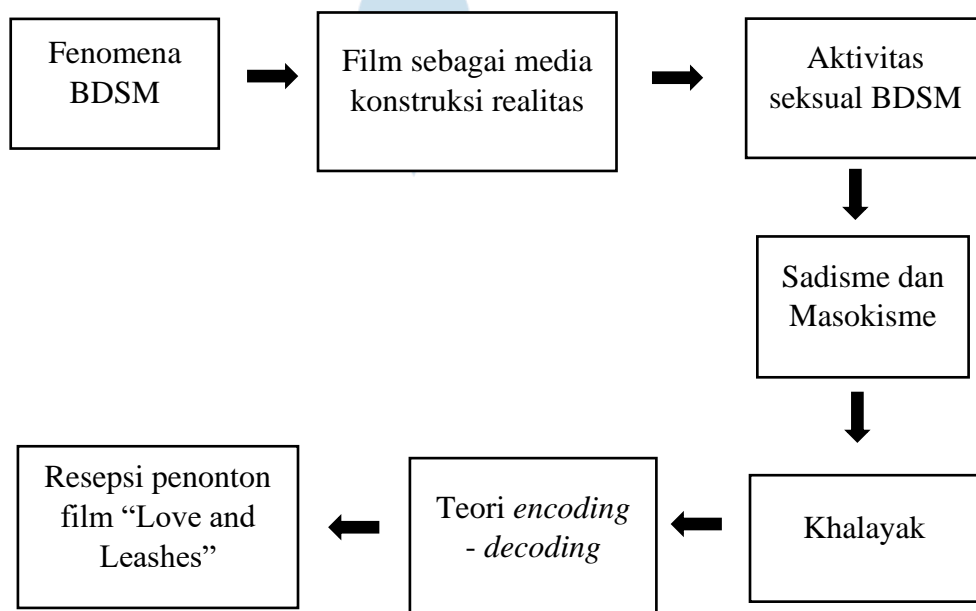 Fenomena
BDSM
Film sebagai media
konstruksi realitas
Aktivitas
seksual BDSM
Sadisme dan
Masokisme
Khalayak
Teori encoding
- decoding
Resepsi penonton
film “Love and
Leashes”